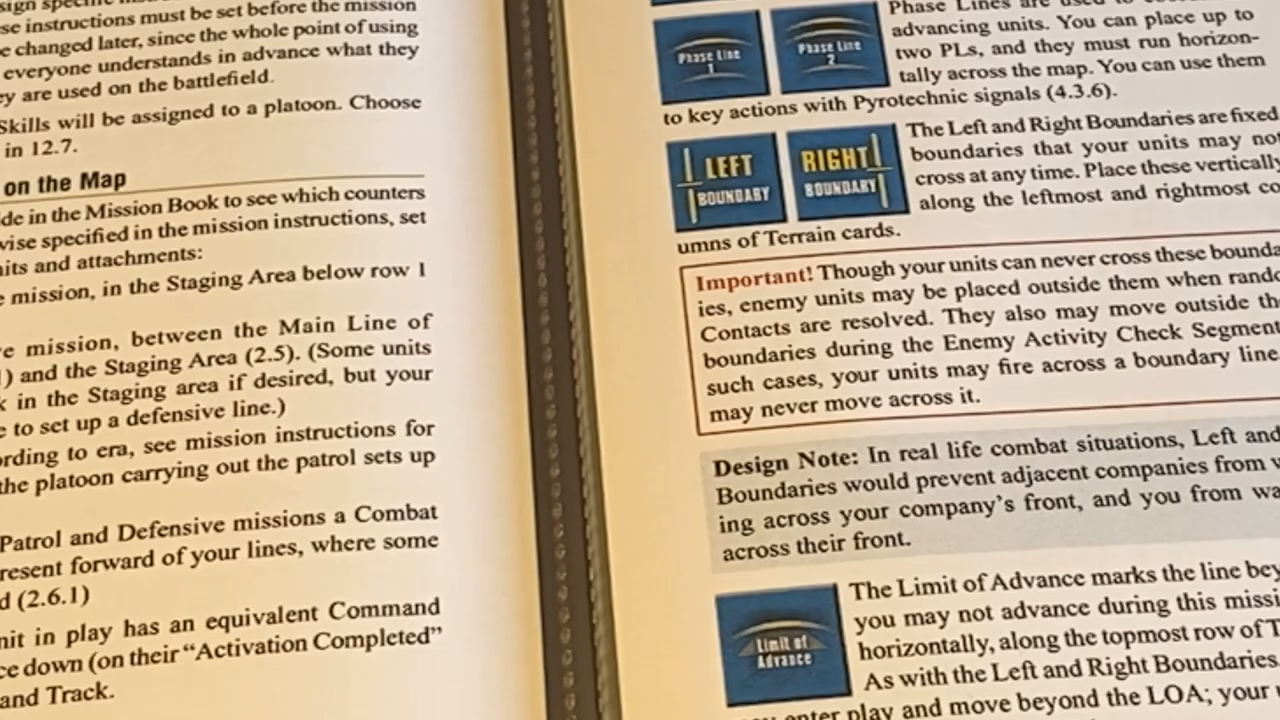 se instructions must be set before the mission
e changed later, since the whole point of using
everyone understands in advance what they
ey are used on the battlefield.
Skills will be assigned to a platoon. Choose
in 12.7.
on the Map
ide in the Mission Book to see which counters
wise specified in the mission instructions, set
nits and attachments:
e mission, in the Staging Area below row 1
ve mission, between the Main Line of
) and the Staging Area (2.5). (Some units
k in the Staging area if desired, but your
e to set up a defensive line.)
ording to era, see mission instructions for
the platoon carrying out the patrol sets up
Patrol and Defensive missions a Combat
resent forward of your lines, where some
d (2.6.1)
nit in play has an equivalent Command
ce down (on their “Activation Completed”
and Track.
Phase Lines are used to
advancing units. You can place up to
two PLs, and they must run horizon-
tally across the map. You can use them
to key actions with Pyrotechnic signals (4.3.6).
Phase Line
1
Phase Line
2
The Left and Right Boundaries are fixed
boundaries that your units may not
cross at any time. Place these vertically
along the leftmost and rightmost co
umns of Terrain cards.
LEFT
BOUNDARY
RIGHT
BOUNDARY
Important! Though your units can never cross these bounda
ies, enemy units may be placed outside them when rando
Contacts are resolved. They also may move outside the
boundaries during the Enemy Activity Check Segment
such cases, your units may fire across a boundary line
may never move across it.
Design Note: In real life combat situations, Left and
Boundaries would prevent adjacent companies from w
ing across your company’s front, and you from wa
across their front.
The Limit of Advance marks the line bey
you may not advance during this missi
horizontally, along the topmost row of T
As with the Left and Right Boundaries
enter play and move beyond the LOA; your
Limit of
Advance